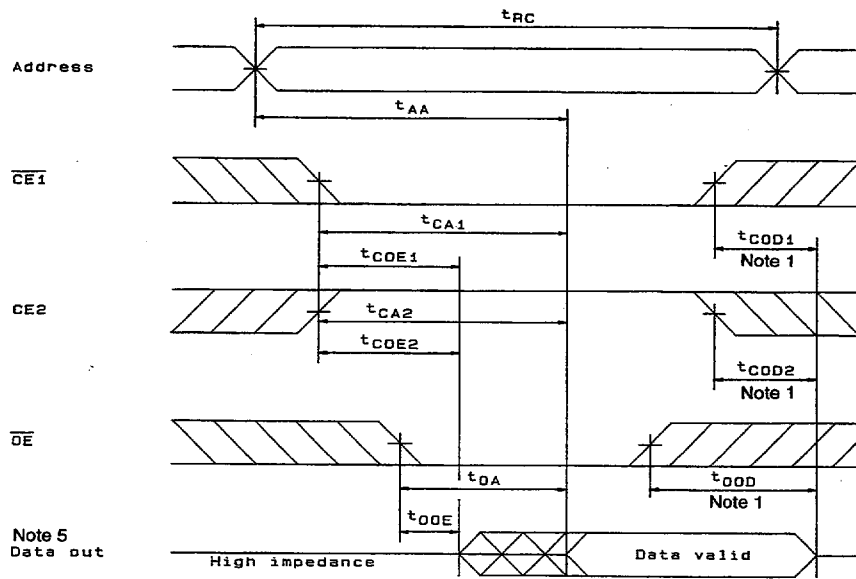 tRC
Address
tAA
CE1
tCA1
tCOD1
tCOE1
Note 1
CE2
tCA2
tCOE2
tCOD2
Note 1
OE
tOA
tOOD
Note 1
tOOE
Note 5
Data out
High impedance
Data valid